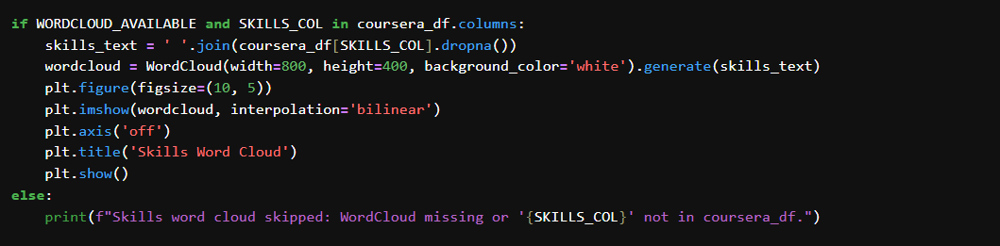 if WORDCLOUD_AVAILABLE and SKILLS_COL in coursera_df.columns:
    skills_text = ' '.join(coursera_df[SKILLS_COL].dropna())
    wordcloud = WordCloud(width=800, height=400, background_color='white').generate(skills_text)
    plt.figure(figsize=(10, 5))
    plt.imshow(wordcloud, interpolation='bilinear')
    plt.axis('off')
    plt.title('Skills Word Cloud')
    plt.show()
else:
    print(f"Skills word cloud skipped: WordCloud missing or '{SKILLS_COL}' not in coursera_df.")